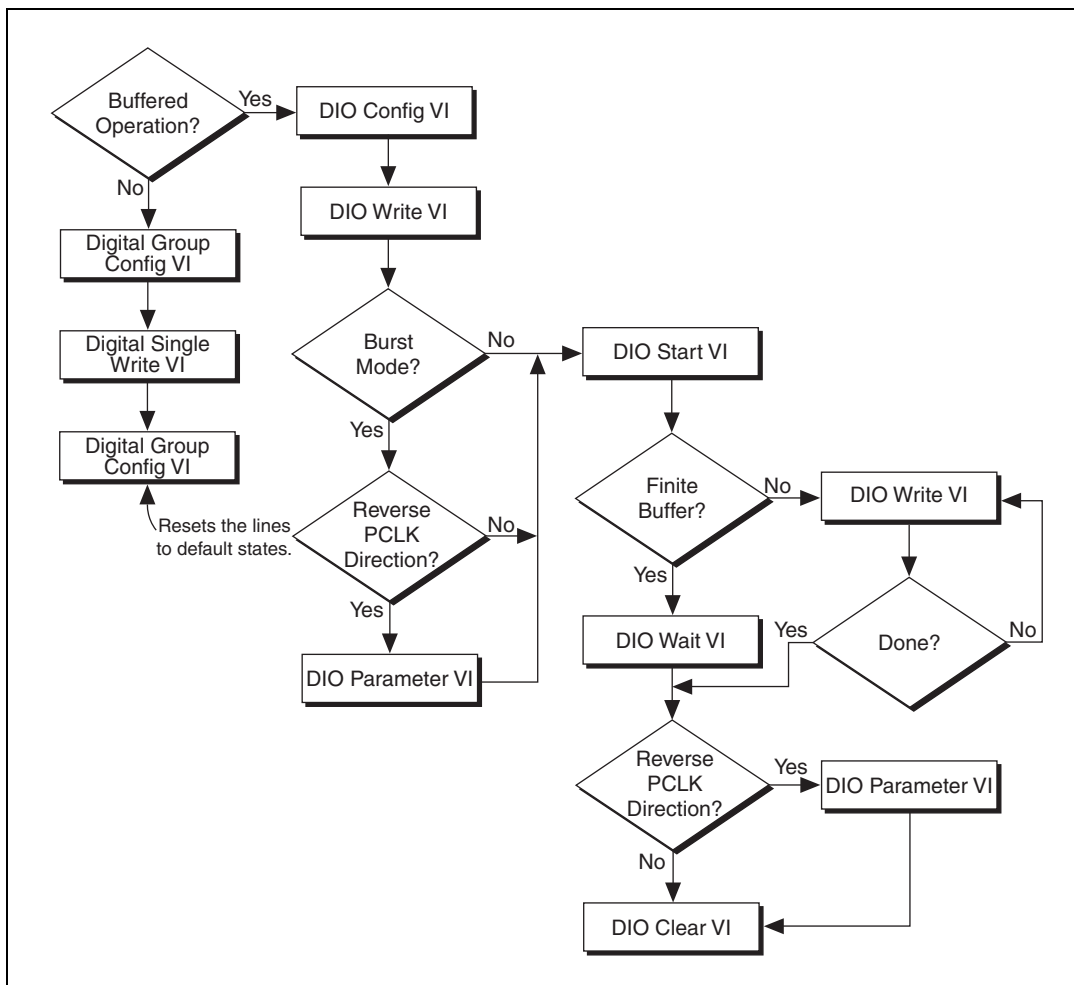 Buffered
Operation?
Yes
No
DIO Config VI
DIO Write VI
Digital Group
Config VI
Digital Single
Write VI
Digital Group
Config VI
Resets the lines
to default states.
Burst
Mode?
No
Yes
Reverse
PCLK
Direction?
No
Yes
DIO Parameter VI
DIO Start VI
Finite
Buffer?
No
Yes
DIO Write VI
Done?
Yes
No
DIO Wait VI
Reverse
PCLK
Direction?
Yes
No
DIO Parameter VI
DIO Clear VI